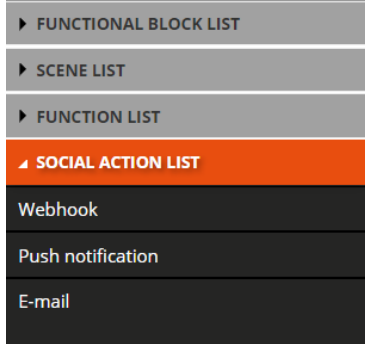 FUNCTIONAL BLOCK LIST
SCENE LIST
FUNCTION LIST
SOCIAL ACTION LIST
Webhook
Push notification
E-mail